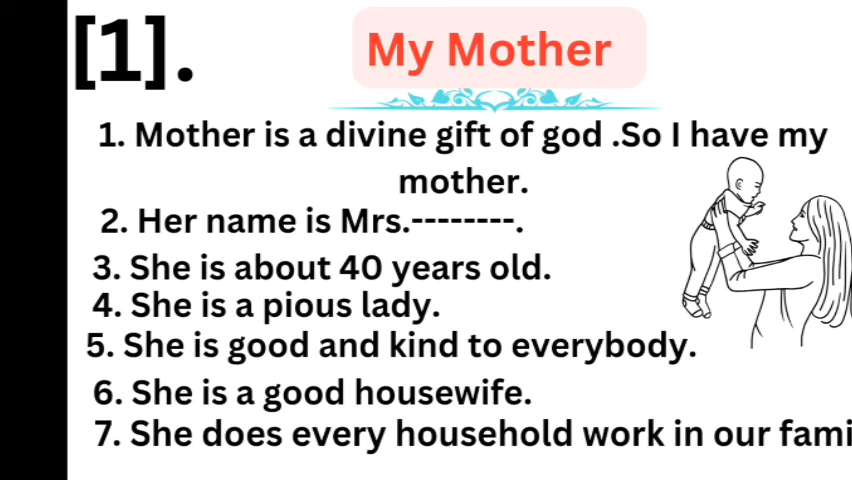 [1].
My Mother
1. Mother is a divine gift of god .So I have my
mother.
2. Her name is Mrs.--------.
3. She is about 40 years old.
4. She is a pious lady.
5. She is good and kind to everybody.
6. She is a good housewife.
7. She does every household work in our fami